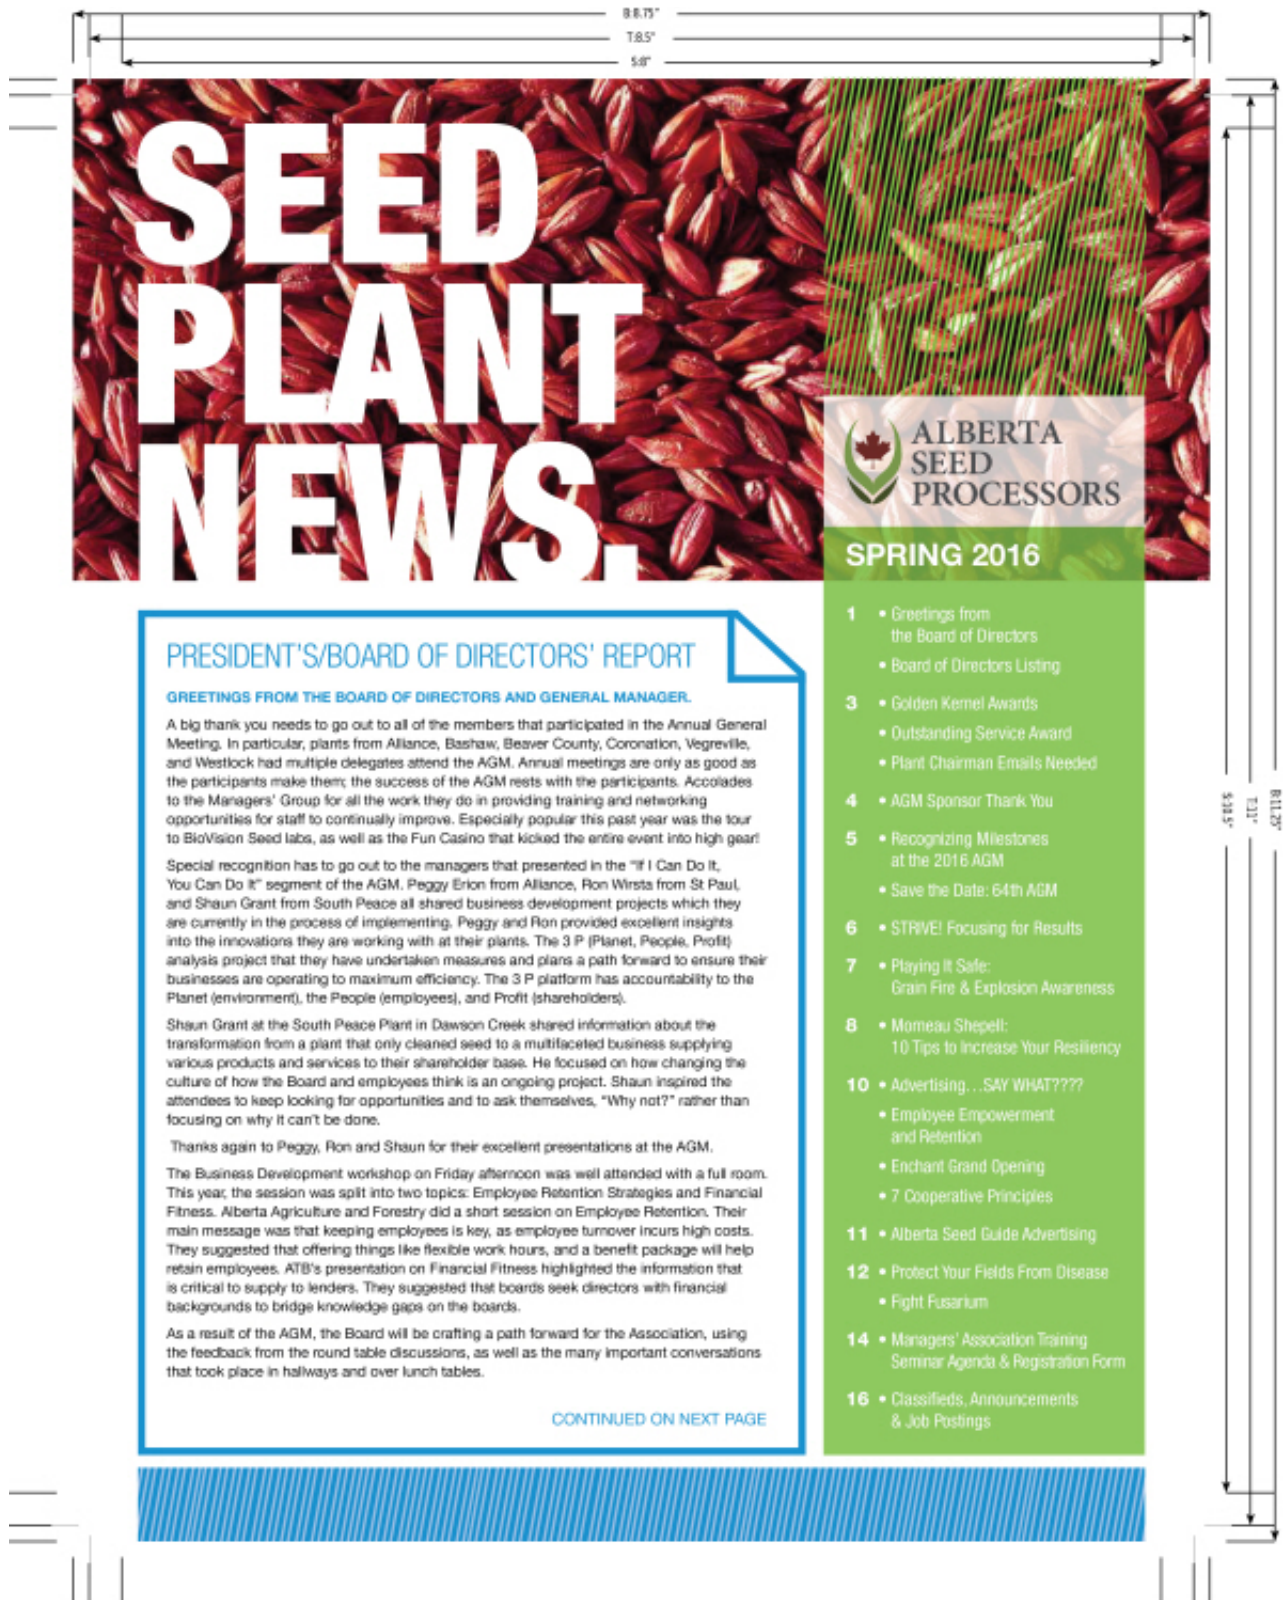 B:8.75"
T:8.5"
S:8"
SEED
PLANT
NEWS.
ALBERTA
SEED
PROCESSORS
SPRING 2016
PRESIDENT'S/BOARD OF DIRECTORS' REPORT
GREETINGS FROM THE BOARD OF DIRECTORS AND GENERAL MANAGER.
A big thank you needs to go out to all of the members that participated in the Annual General
Meeting. In particular, plants from Alliance, Bashaw, Beaver County, Coronation, Vegreville,
and Westlock had multiple delegates attend the AGM. Annual meetings are only as good as
the participants make them; the success of the AGM rests with the participants. Accolades
to the Managers' Group for all the work they do in providing training and networking
opportunities for staff to continually improve. Especially popular this past year was the tour
to BioVision Seed labs, as well as the Fun Casino that kicked the entire event into high gear!
Special recognition has to go out to the managers that presented in the "If I Can Do It,
You Can Do It" segment of the AGM. Peggy Erion from Alliance, Ron Wirsta from St Paul,
and Shaun Grant from South Peace all shared business development projects which they
are currently in the process of implementing. Peggy and Ron provided excellent insights
into the innovations they are working with at their plants. The 3 P (Planet, People, Profit)
analysis project that they have undertaken measures and plans a path forward to ensure their
businesses are operating to maximum efficiency. The 3 P platform has accountability to the
Planet (environment), the People (employees), and Profit (shareholders).
Shaun Grant at the South Peace Plant in Dawson Creek shared information about the
transformation from a plant that only cleaned seed to a multifaceted business supplying
various products and services to their shareholder base. He focused on how changing the
culture of how the Board and employees think is an ongoing project. Shaun inspired the
attendees to keep looking for opportunities and to ask themselves, "Why not?" rather than
focusing on why it can't be done.
Thanks again to Peggy, Ron and Shaun for their excellent presentations at the AGM.
The Business Development workshop on Friday afternoon was well attended with a full room.
This year, the session was split into two topics: Employee Retention Strategies and Financial
Fitness. Alberta Agriculture and Forestry did a short session on Employee Retention. Their
main message was that keeping employees is key, as employee turnover incurs high costs.
They suggested that offering things like flexible work hours, and a benefit package will help
retain employees. ATB's presentation on Financial Fitness highlighted the information that
is critical to supply to lenders. They suggested that boards seek directors with financial
backgrounds to bridge knowledge gaps on the boards.
As a result of the AGM, the Board will be crafting a path forward for the Association, using
the feedback from the round table discussions, as well as the many important conversations
that took place in hallways and over lunch tables.
CONTINUED ON NEXT PAGE
1 • Greetings from
the Board of Directors
• Board of Directors Listing
3 • Golden Kernel Awards
• Outstanding Service Award
• Plant Chairman Emails Needed
4 • AGM Sponsor Thank You
5 • Recognizing Milestones
at the 2016 AGM
• Save the Date: 64th AGM
6 • STRIVE! Focusing for Results
7 • Playing It Safe:
Grain Fire & Explosion Awareness
8 • Morneau Shepell:
10 Tips to Increase Your Resiliency
10 • Advertising...SAY WHAT????
• Employee Empowerment
and Retention
• Enchant Grand Opening
• 7 Cooperative Principles
11 • Alberta Seed Guide Advertising
12 • Protect Your Fields From Disease
• Fight Fusarium
14 • Managers' Association Training
Seminar Agenda & Registration Form
16 • Classifieds, Announcements
& Job Postings
S:10.5"
T:11"
B:11.25"